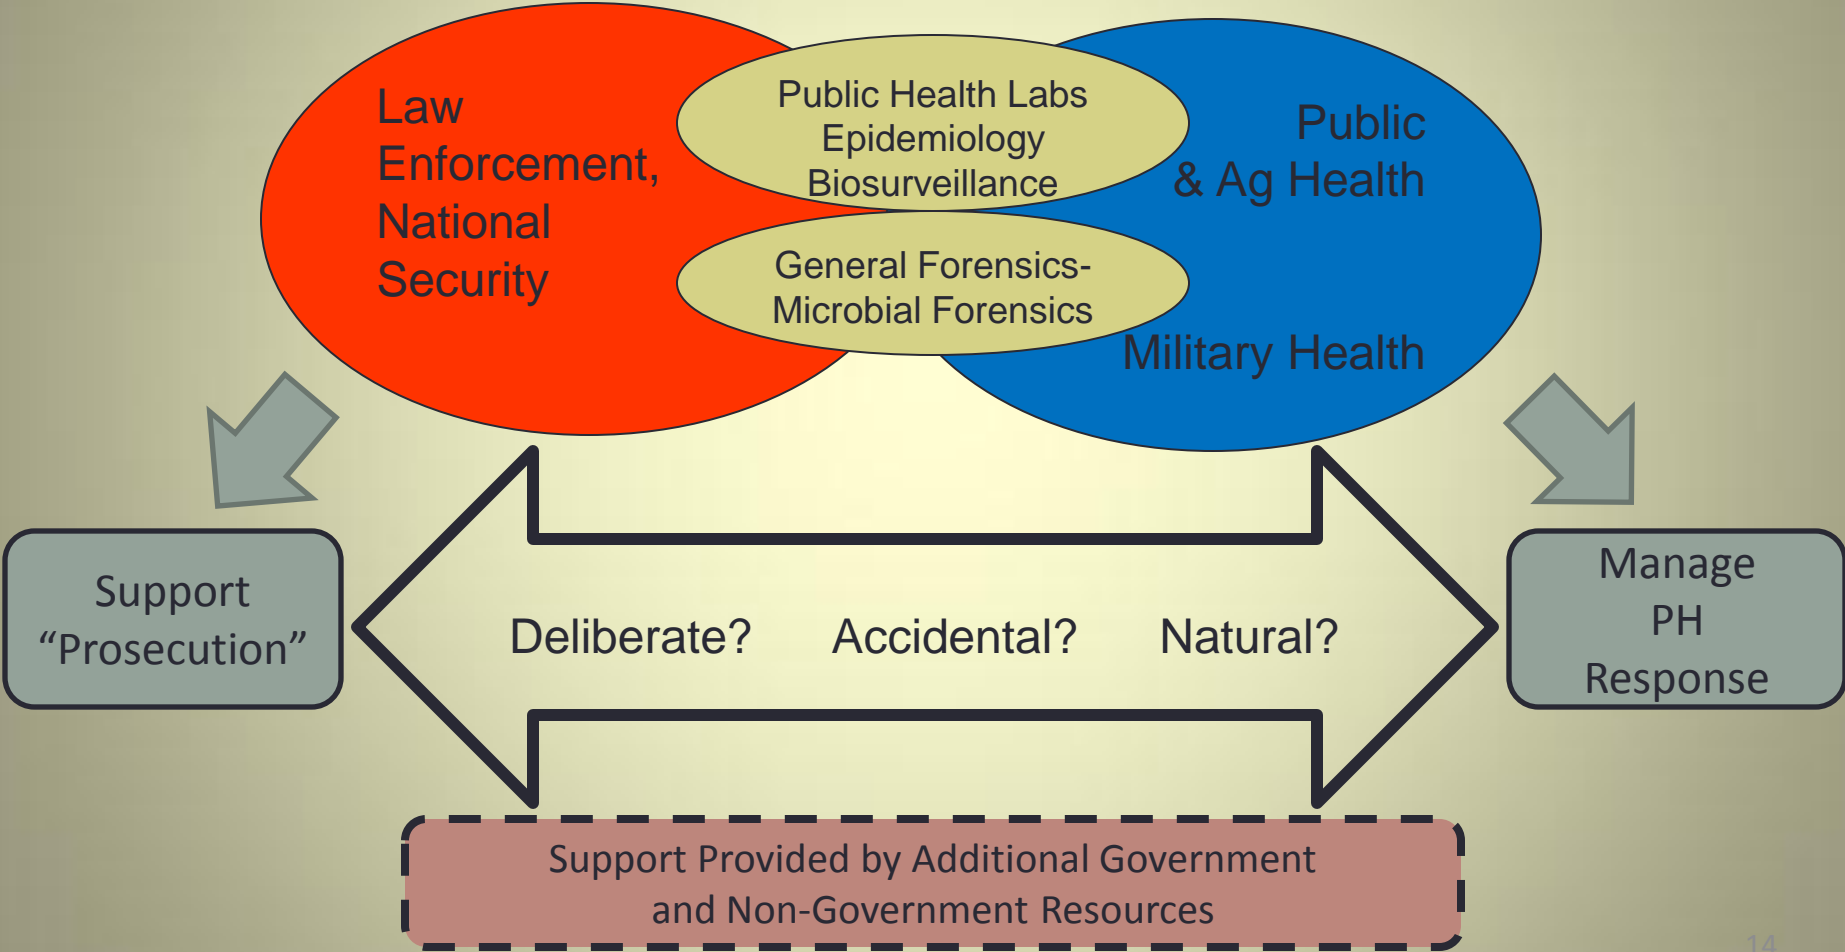 Law
Enforcement,
National
Security
Public Health Labs
Epidemiology
Biosurveillance
General Forensics-
Microbial Forensics
Public
& Ag Health
Military Health
Support
“Prosecution”
Deliberate? Accidental? Natural?
Manage
PH
Response
Support Provided by Additional Government
and Non-Government Resources
14